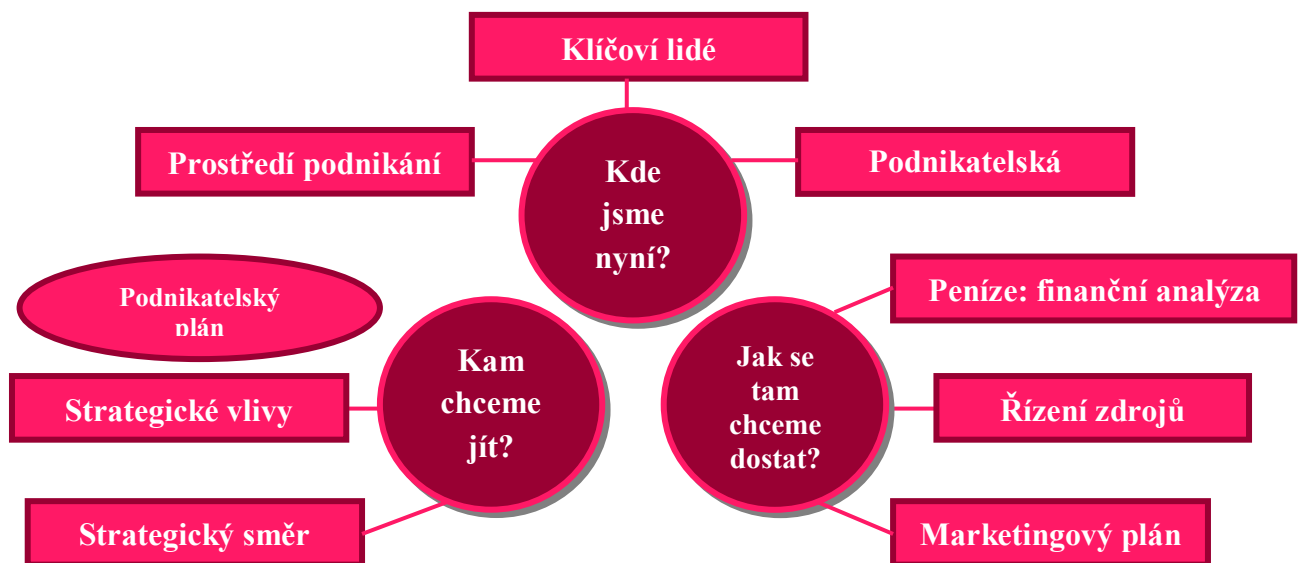 Klíčoví lidé
Prostředí podnikání
Kde
jsme
nyní?
Podnikatelská
Podnikatelský
plán
Kam
chceme
jít?
Strategické vlivy
Strategický směr
Jak se
tam
chceme
dostat?
Peníze: finanční analýza
Řízení zdrojů
Marketingový plán